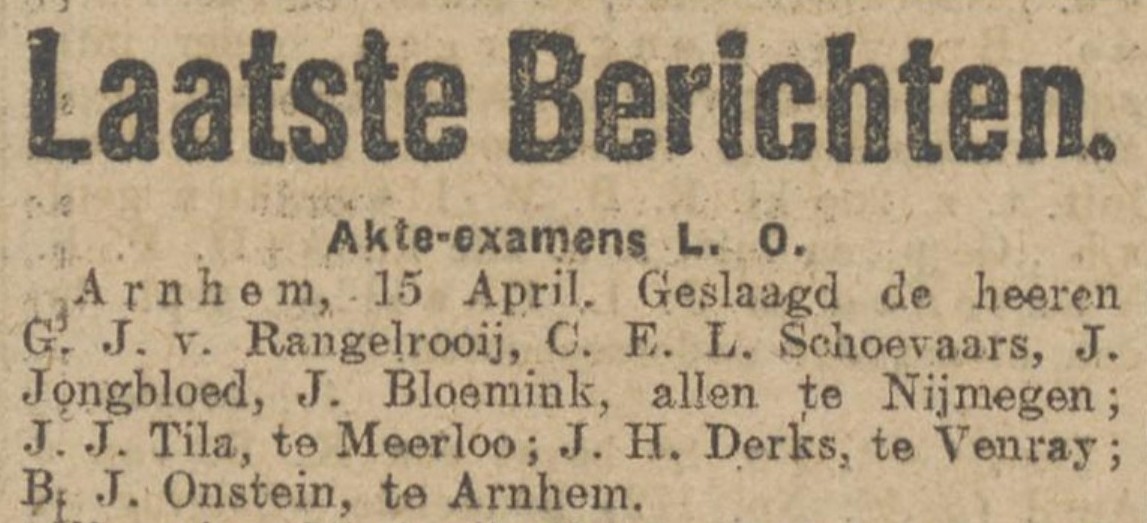 Laatste Berichten.
Akte-examens L. O.
Arnhem, 15 April. Geslaagd de heeren
G. J. v. Rangelrooij, C. E. L. Schoevaars, J.
Jongbloed, J. Bloemink, allen te Nijmegen;
J. J. Tila, te Meerloo; J. H. Derks, te Venray;
B. J. Onstein, te Arnhem.